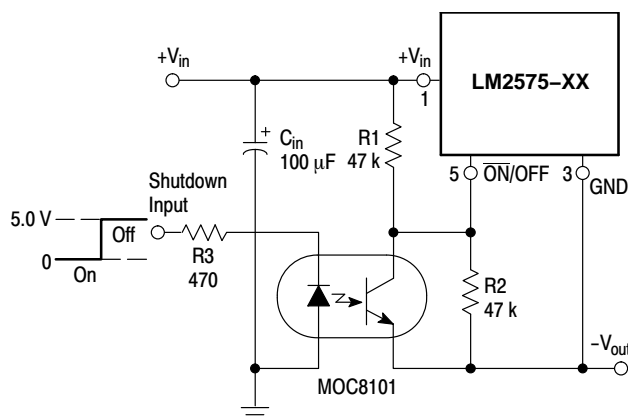 +Vin
+Vin
1
LM2575–XX
Cin
100 µF
+
R1
47 k
5
ON/OFF
3
GND
Shutdown
Input
5.0 V
Off
0
On
R3
470
R2
47 k
–Vout
MOC8101